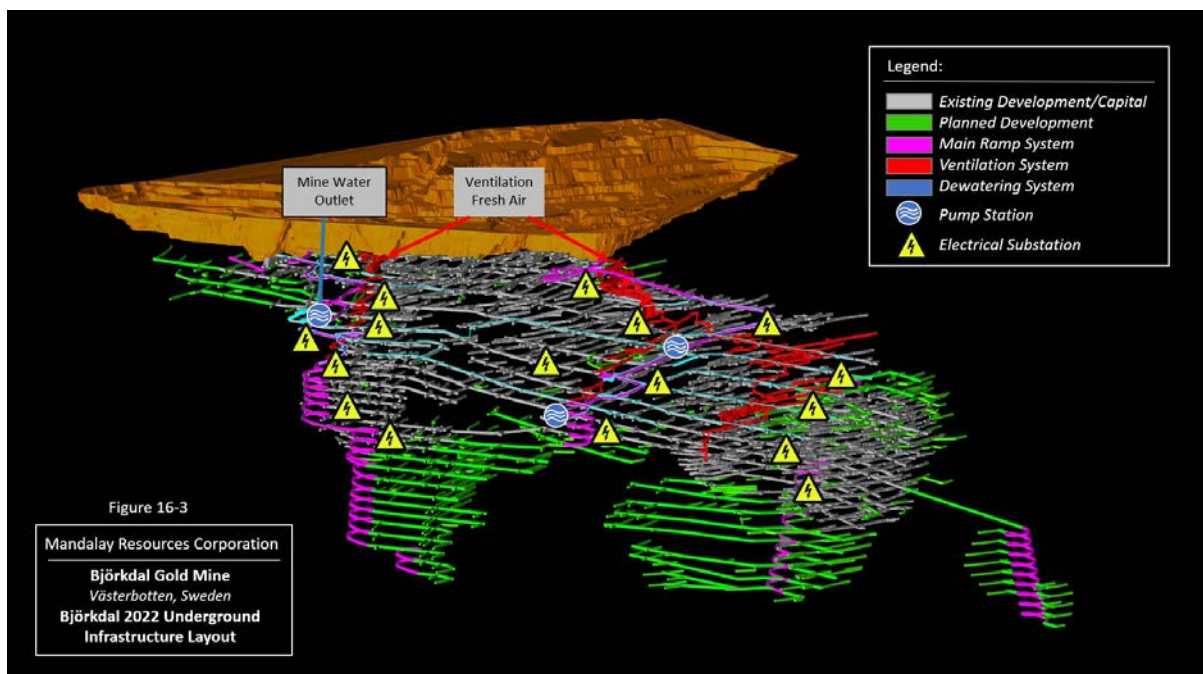 Legend:
Existing Development/Capital
Planned Development
Main Ramp System
Ventilation System
Dewatering System
Pump Station
Electrical Substation
Mine Water
Outlet
Ventilation
Fresh Air
Figure 16-3
Mandalay Resources Corporation
Björkdal Gold Mine
Västerbotten, Sweden
Björkdal 2022 Underground
Infrastructure Layout